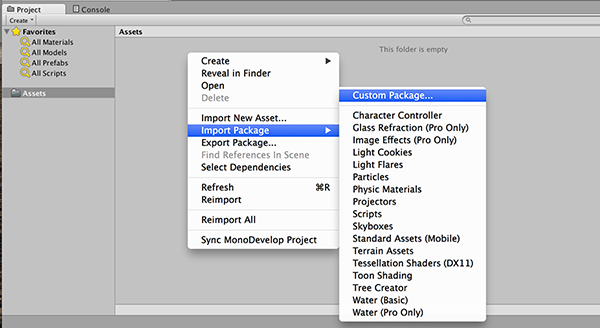 Project
Console
Create
Favorites
All Materials
All Models
All Prefabs
All Scripts
Assets
Assets
This folder is empty
Create
Reveal in Finder
Open
Delete
Import New Asset...
Import Package
Export Package...
Find References In Scene
Select Dependencies
Refresh ⌘R
Reimport
Reimport All
Sync MonoDevelop Project
Custom Package...
Character Controller
Glass Refraction (Pro Only)
Image Effects (Pro Only)
Light Cookies
Light Flares
Particles
Physic Materials
Projectors
Scripts
Skyboxes
Standard Assets (Mobile)
Terrain Assets
Tessellation Shaders (DX11)
Toon Shading
Tree Creator
Water (Basic)
Water (Pro Only)